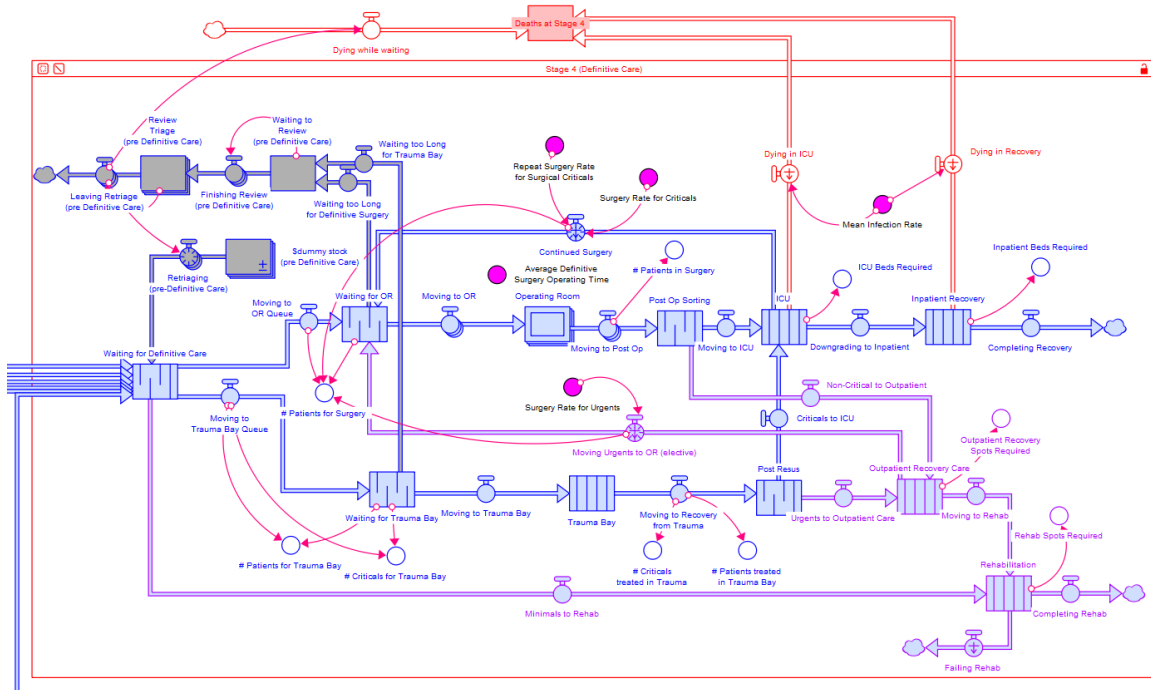 Deaths at Stage 4
Dying while waiting
Stage 4 (Definitive Care)
Review
Triage
(pre Definitive Care)
Waiting to
Review
(pre Definitive Care)
Waiting too Long
for Trauma Bay
Leaving Retriage
(pre Definitive Care)
Finishing Review
(pre Definitive Care)
Waiting too Long
for Definitive Surgery
Repeat Surgery Rate
for Surgical Criticals
Surgery Rate for Criticals
Dying in ICU
Dying in Recovery
Mean Infection Rate
Continued Surgery
$dummy stock
(pre Definitive Care)
Retriaging
(pre-Definitive Care)
Average Definitive
Surgery Operating Time
# Patients in Surgery
ICU Beds Required
Inpatient Beds Required
Moving to
OR Queue
Waiting for OR
Moving to OR
Operating Room
Post Op Sorting
ICU
Inpatient Recovery
Moving to Post Op
Moving to ICU
Downgrading to Inpatient
Completing Recovery
Waiting for Definitive Care
Non-Critical to Outpatient
# Patients for Surgery
Surgery Rate for Urgents
Moving to
Trauma Bay Queue
Criticals to ICU
Moving Urgents to OR (elective)
Outpatient Recovery
Spots Required
Post Resus
Outpatient Recovery Care
Waiting for Trauma Bay
Moving to Trauma Bay
Trauma Bay
Moving to Recovery
from Trauma
Urgents to Outpatient Care
Moving to Rehab
Rehab Spots Required
# Patients for Trauma Bay
# Criticals for Trauma Bay
# Criticals
treated in Trauma
# Patients treated
in Trauma Bay
Rehabilitation
Minimals to Rehab
Completing Rehab
Failing Rehab